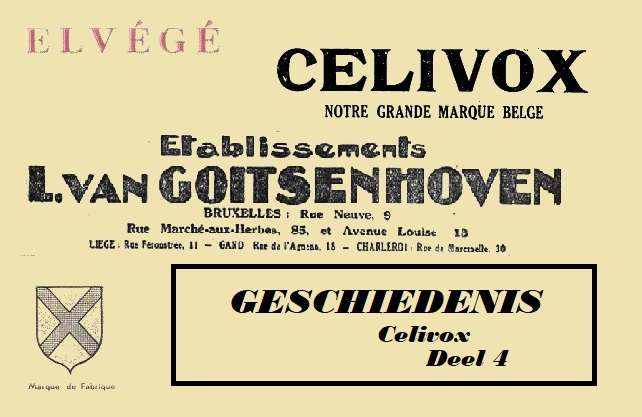 ELVÉGÉ
CELIVOX
NOTRE GRANDE MARQUE BELGE
Etablissements
L. VAN GOITSENHOVEN
BRUXELLES : Rue Neuve, 9
Rue Marché-aux-Herbes, 85, et Avenue Louise 13
LIEGE : Rue Féronstrée, 11 — GAND Rue de l'Agneau, 18 — CHARLEROI : Rue de Marcinelle, 30
GESCHIEDENIS
Celivox
Deel 4
Marque de Fabrique